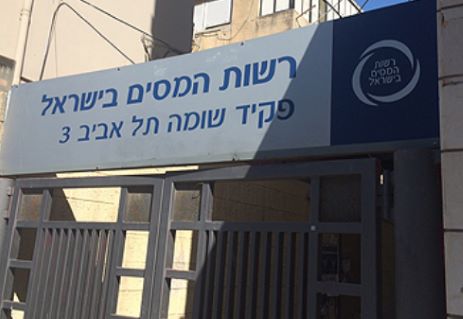 רשות המסים בישראל
פקיד שומה תל אביב 3
רשות
המסים
בישראל